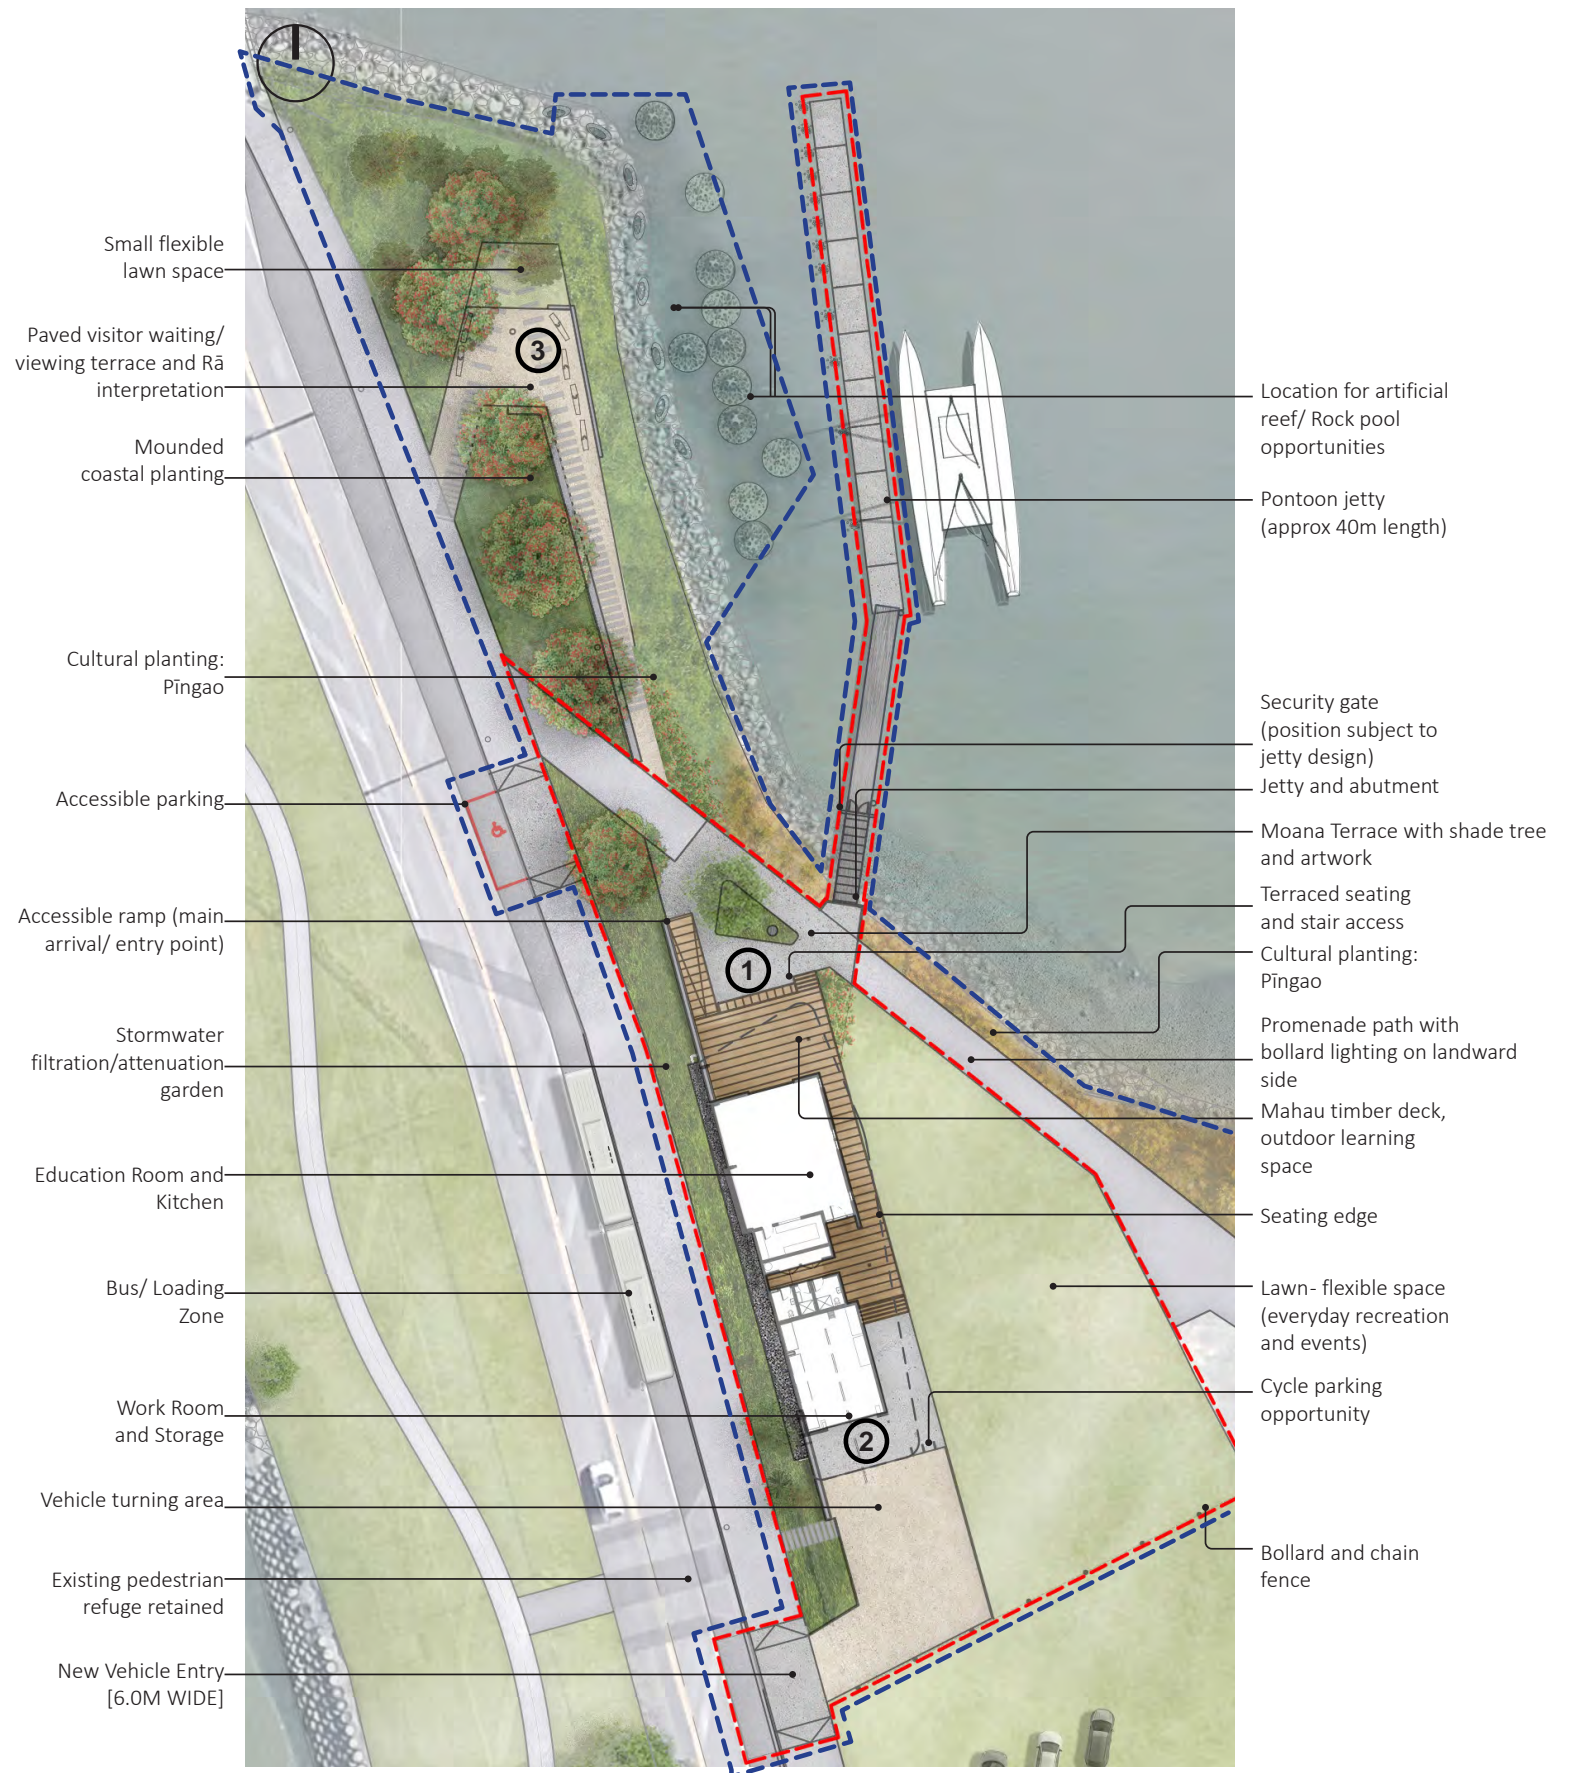 Small flexible
lawn space
Paved visitor waiting/
viewing terrace and Rā
interpretation
Mounded
coastal planting
Cultural planting:
Pīngao
Accessible parking
Accessible ramp (main
arrival/ entry point)
Stormwater
filtration/attenuation
garden
Education Room and
Kitchen
Bus/ Loading
Zone
Work Room
and Storage
Vehicle turning area
Existing pedestrian
refuge retained
New Vehicle Entry
[6.0M WIDE]
3
1
2
Location for artificial
reef/ Rock pool
opportunities
Pontoon jetty
(approx 40m length)
Security gate
(position subject to
jetty design)
Jetty and abutment
Moana Terrace with shade tree
and artwork
Terraced seating
and stair access
Cultural planting:
Pīngao
Promenade path with
bollard lighting on landward
side
Mahau timber deck,
outdoor learning
space
Seating edge
Lawn- flexible space
(everyday recreation
and events)
Cycle parking
opportunity
Bollard and chain
fence